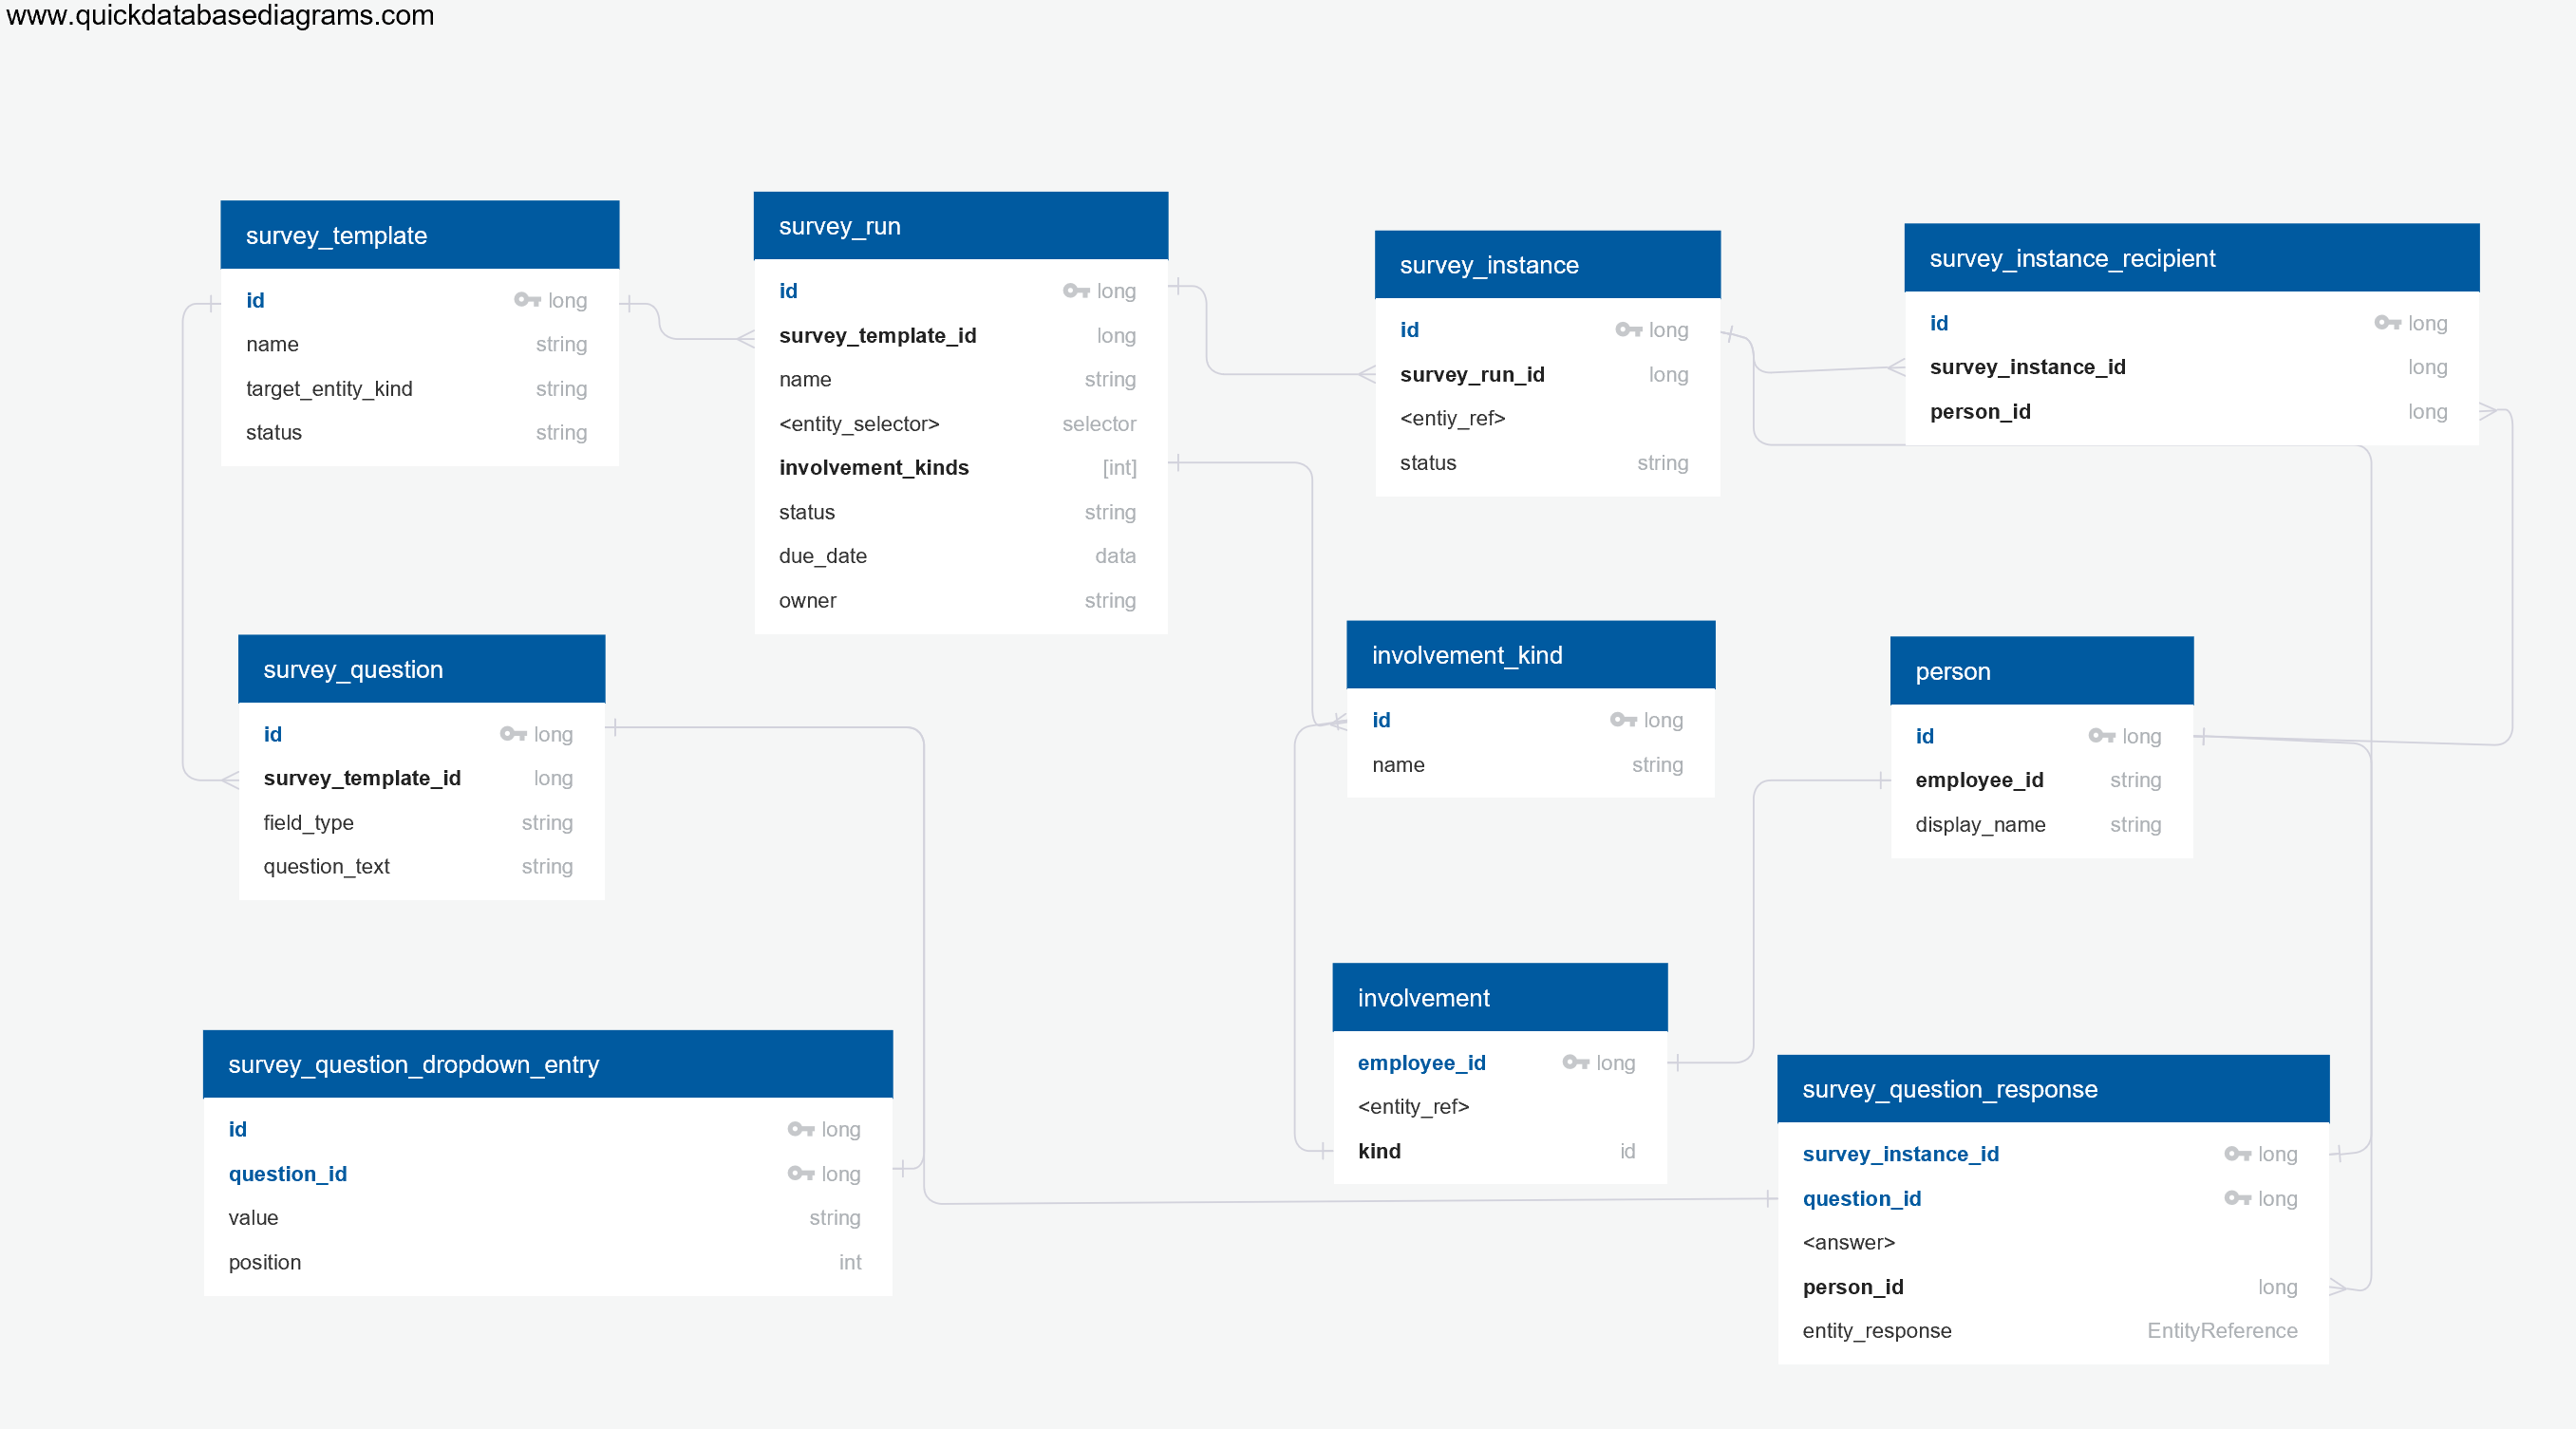 www.quickdatabasediagrams.com
survey_template
id long
name string
target_entity_kind string
status string
survey_run
id long
survey_template_id long
name string
<entity_selector> selector
involvement_kinds [int]
status string
due_date data
owner string
survey_instance
id long
survey_run_id long
<entiy_ref>
status string
survey_instance_recipient
id long
survey_instance_id long
person_id long
survey_question
id long
survey_template_id long
field_type string
question_text string
involvement_kind
id long
name string
person
id long
employee_id string
display_name string
survey_question_dropdown_entry
id long
question_id long
value string
position int
involvement
employee_id long
<entity_ref>
kind id
survey_question_response
survey_instance_id long
question_id long
<answer>
person_id long
entity_response EntityReference